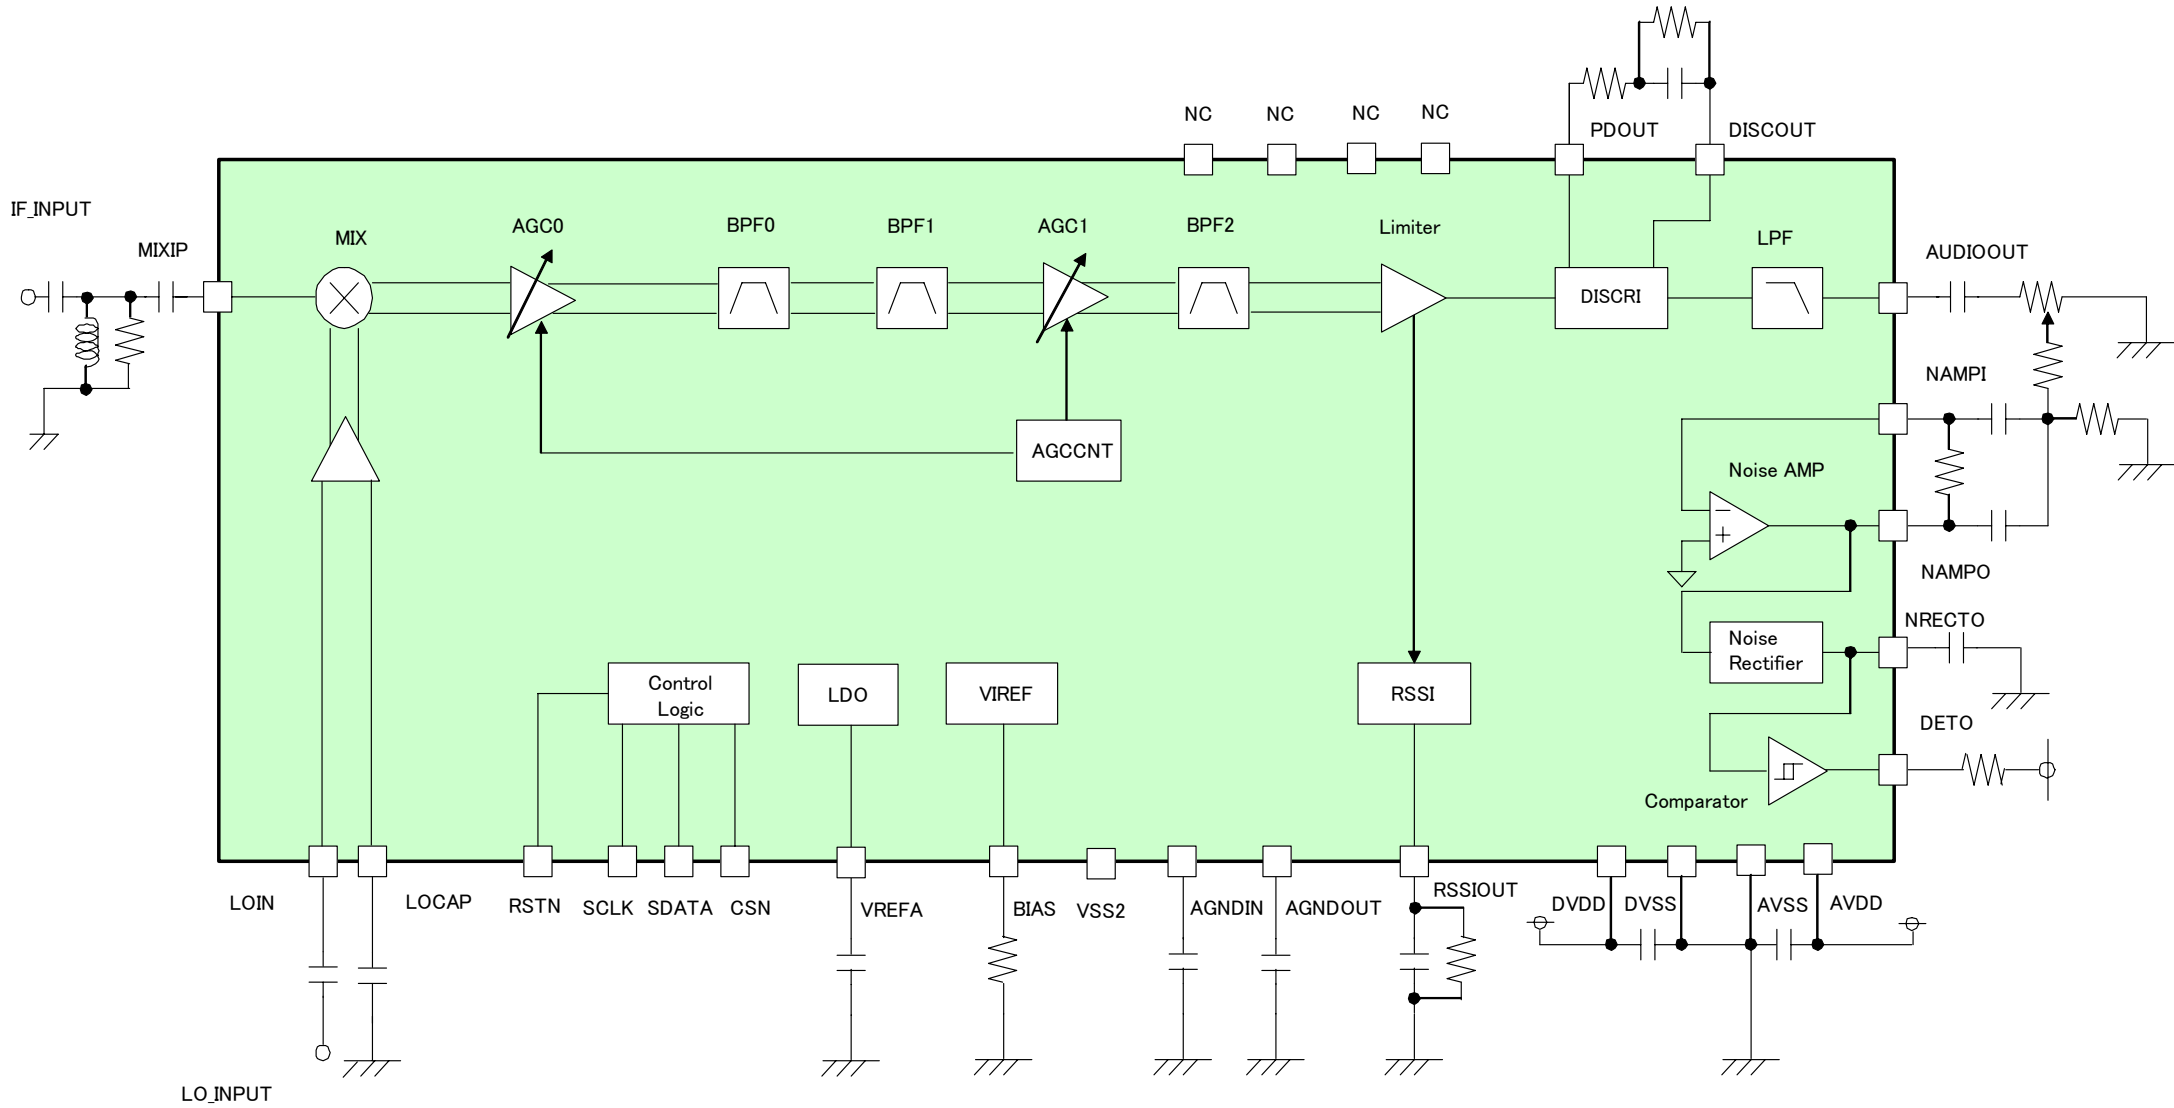 NC
NC
NC
NC
PDOUT
DISCOUT
IF_INPUT
MIXIP
MIX
AGC0
BPF0
BPF1
AGC1
BPF2
Limiter
LPF
AUDIOOUT
DISCRI
NAMPI
AGCCNT
Noise AMP
−
+
NAMPO
NRECTO
Noise
Rectifier
Control
Logic
LDO
VIREF
RSSI
DETO
Comparator
LOIN
LOCAP
RSTN
SCLK
SDATA
CSN
VREFA
BIAS
VSS2
AGNDIN
AGNDOUT
RSSIOUT
DVDD
DVSS
AVSS
AVDD
LO_INPUT